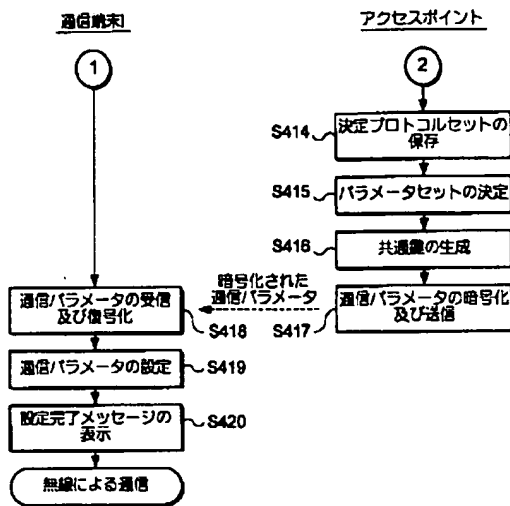 通信端末
アクセスポイント
1
2
S414
決定プロトコルセットの
保存
S415
パラメータセットの決定
S416
共通鍵の生成
暗号化された
通信パラメータ
通信パラメータの暗号化
及び送信
S417
通信パラメータの受信
及び復号化
S418
通信パラメータの設定
S419
設定完了メッセージの
表示
S420
無線による通信